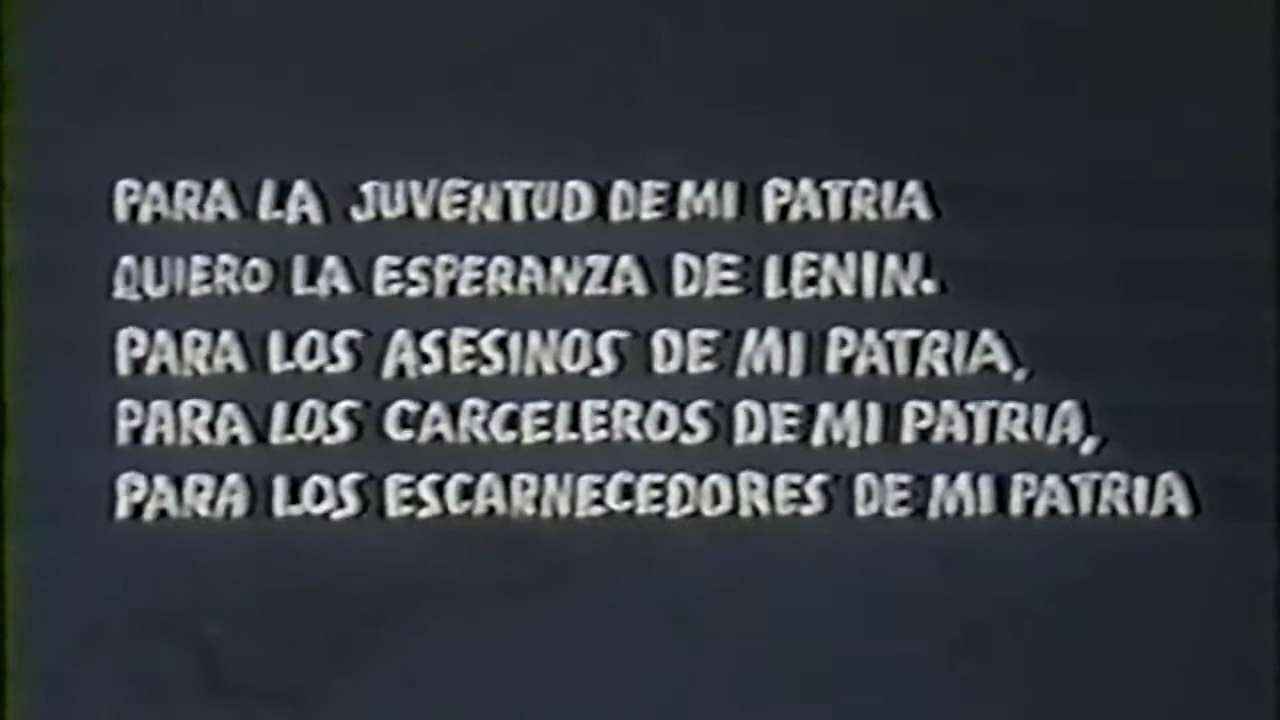 PARA LA JUVENTUD DE MI PATRIA
QUIERO LA ESPERANZA DE LENIN.
PARA LOS ASESINOS DE MI PATRIA,
PARA LOS CARCELEROS DE MI PATRIA,
PARA LOS ESCARNECEDORES DE MI PATRIA